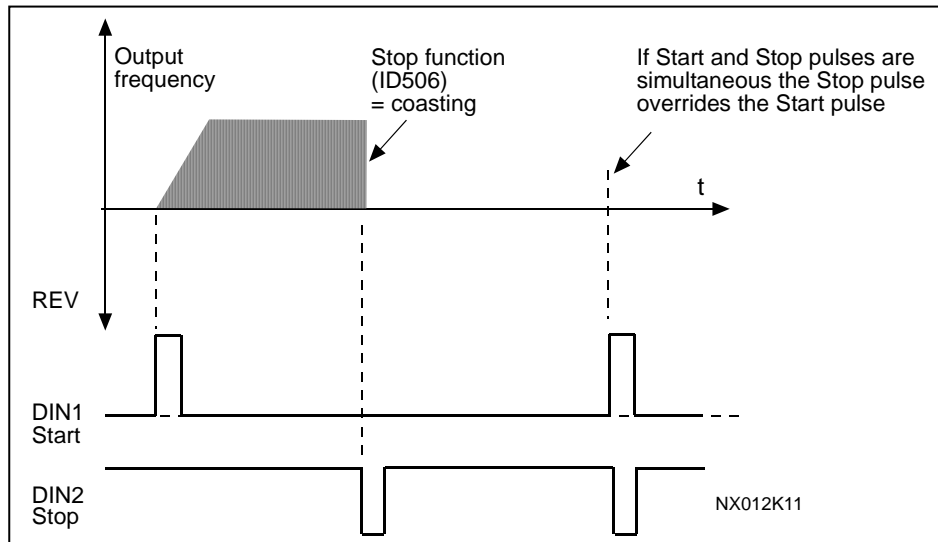 Output
frequency
Stop function
(ID506)
= coasting
If Start and Stop pulses are
simultaneous the Stop pulse
overrides the Start pulse
t
REV
DIN1
Start
DIN2
Stop
NX012K11